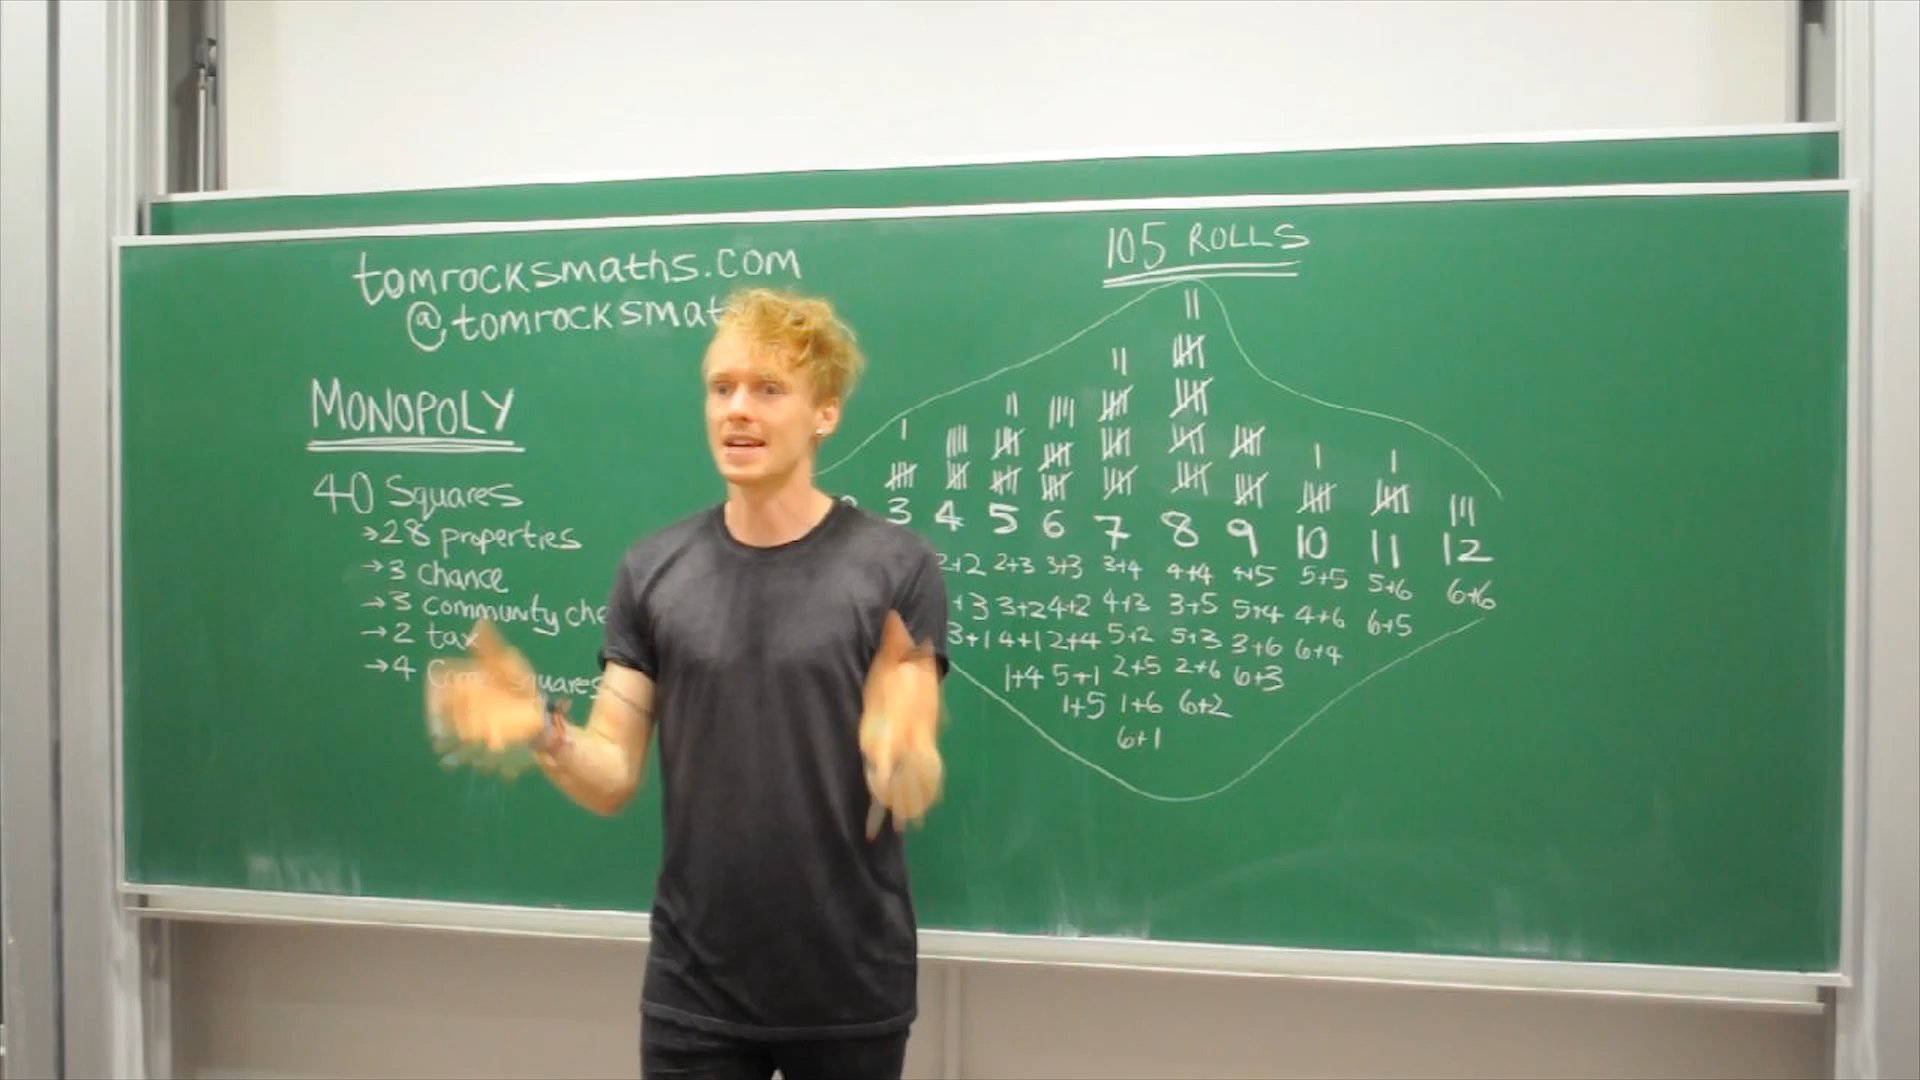 tomrocksmaths.com
@tomrocksmat
MONOPOLY
40 Squares
→28 properties
→3 chance
→3 community che
→2 tax
→4 squares
105 ROLLS
3 4 5 6 7 8 9 10 11 12
2+2 2+3 3+3 3+4 4+4 4+5 5+5 5+6 6+6
+3 3+2 4+2 4+3 3+5 5+4 4+6 6+5
3+1 4+1 2+4 5+2 5+3 3+6 6+4
1+4 5+1 2+5 2+6 6+3
1+5 1+6 6+2
6+1